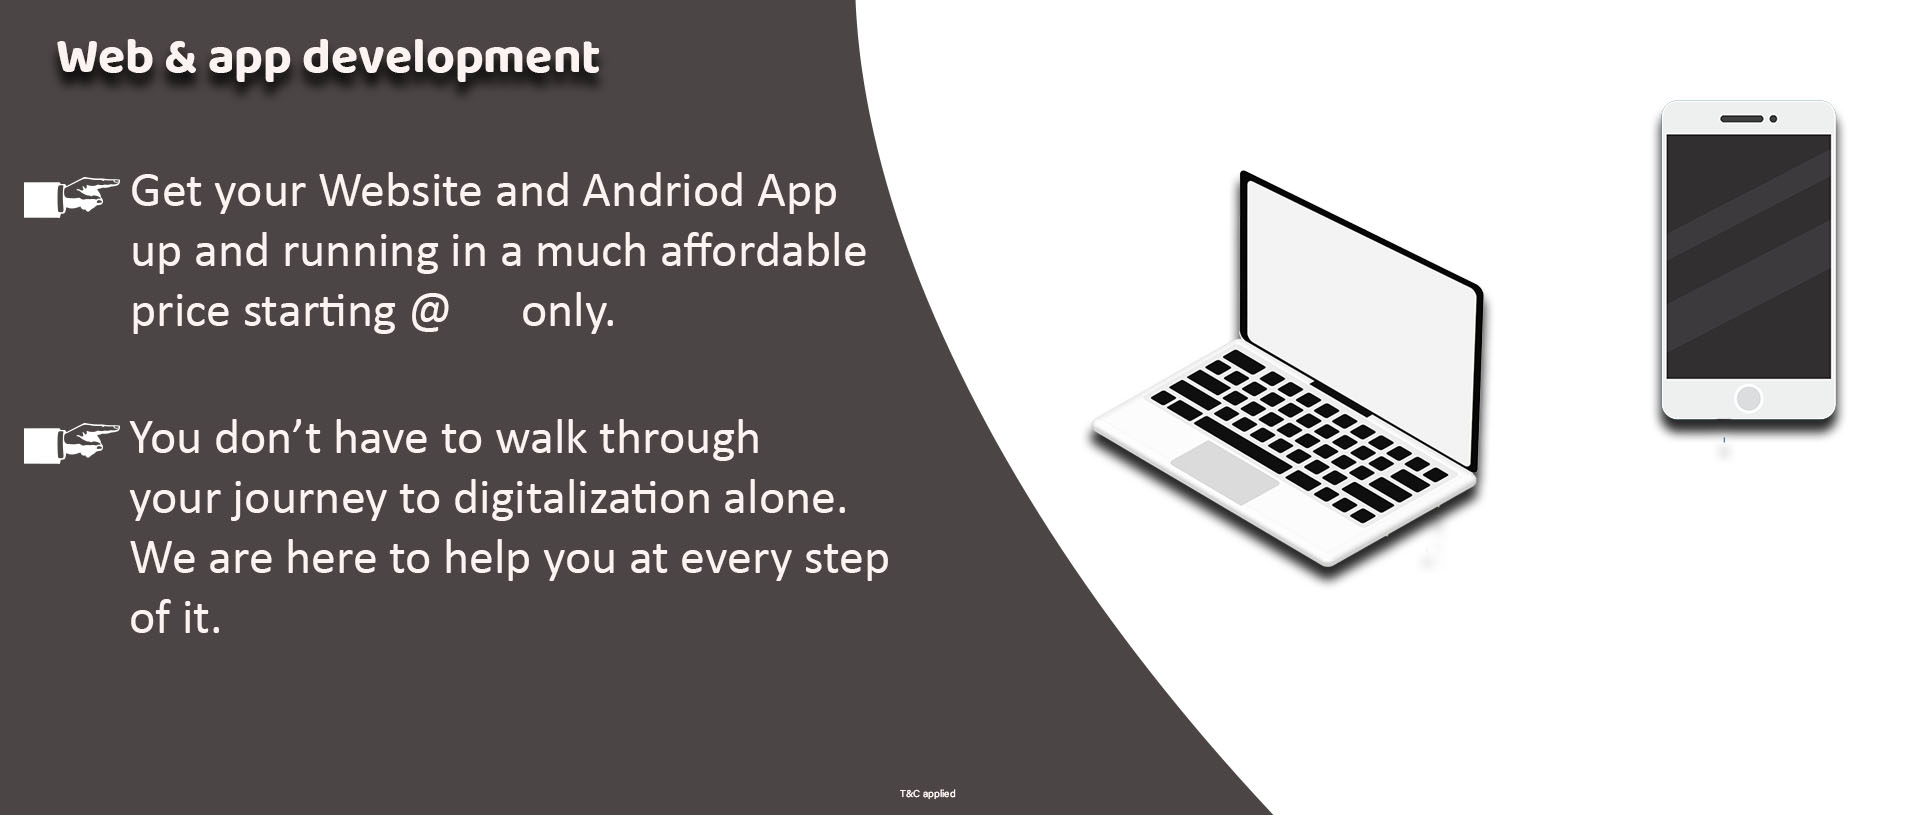 Web & app development
Get your Website and Andriod App
up and running in a much affordable
price starting @ only.
You don’t have to walk through
your journey to digitalization alone.
We are here to help you at every step
of it.
T&C applied